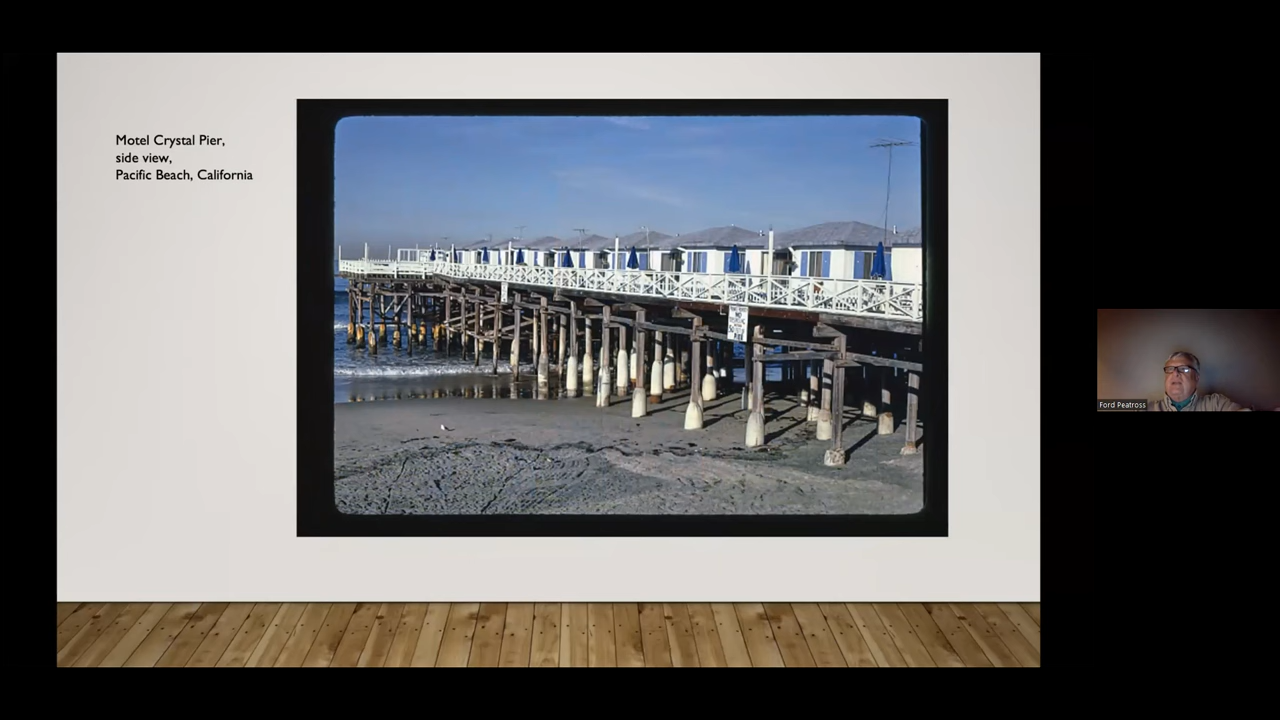 Motel Crystal Pier,
side view,
Pacific Beach, California
Ford Peatross